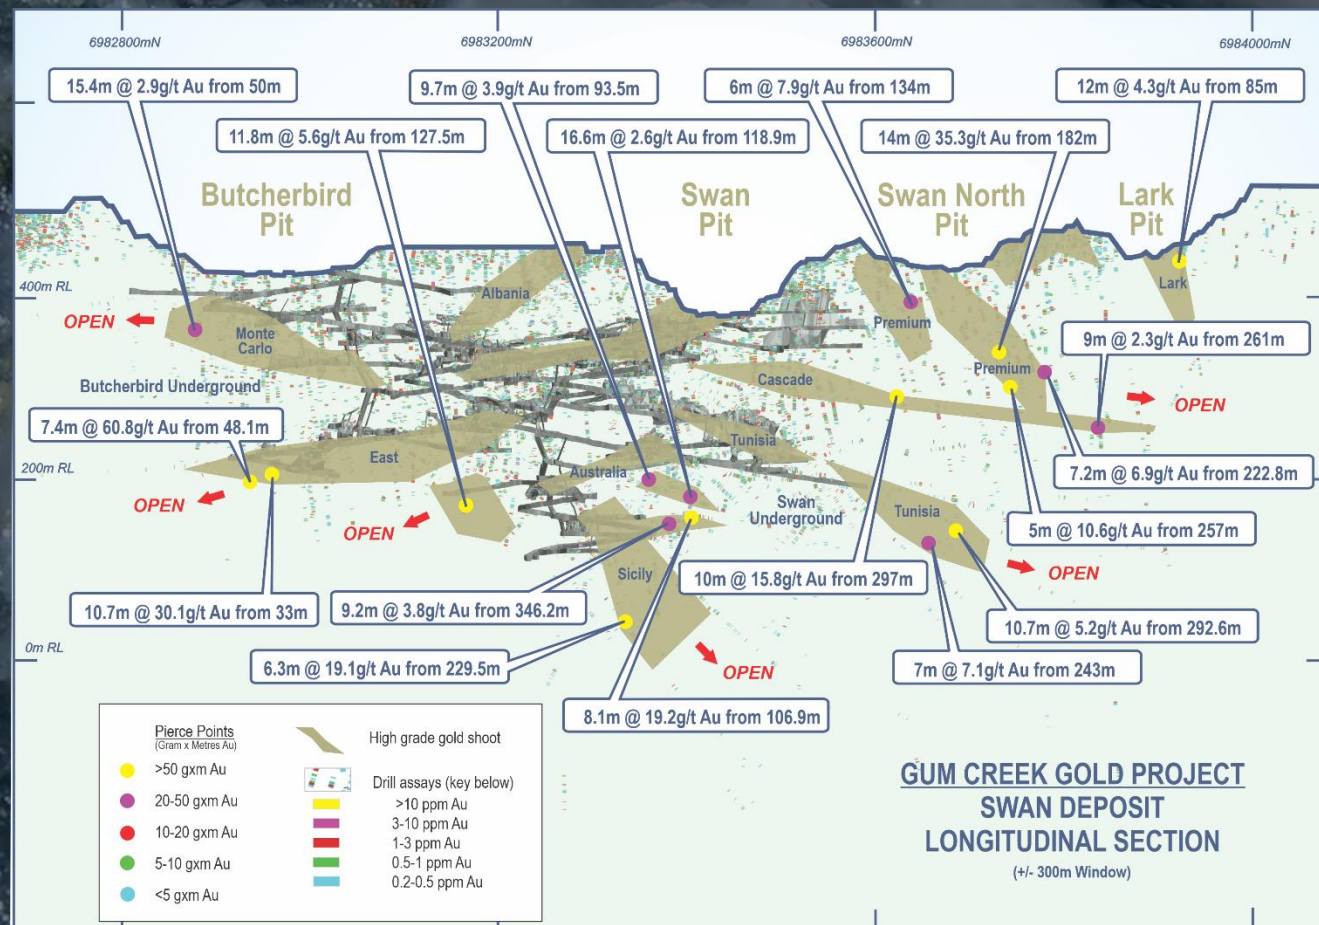 6982800mN
6983200mN
6983600mN
6984000mN
15.4m @ 2.9g/t Au from 50m
9.7m @ 3.9g/t Au from 93.5m
6m @ 7.9g/t Au from 134m
12m @ 4.3g/t Au from 85m
11.8m @ 5.6g/t Au from 127.5m
16.6m @ 2.6g/t Au from 118.9m
14m @ 35.3g/t Au from 182m
Butcherbird
Pit
Swan
Pit
Swan North
Pit
Lark
Pit
400m RL
OPEN
Monte
Carlo
Albania
Premium
Lark
9m @ 2.3g/t Au from 261m
Butcherbird Underground
Cascade
Premium
OPEN
7.4m @ 60.8g/t Au from 48.1m
East
Tunisia
200m RL
Australia
7.2m @ 6.9g/t Au from 222.8m
OPEN
OPEN
Swan
Underground
Tunisia
5m @ 10.6g/t Au from 257m
Sicily
10m @ 15.8g/t Au from 297m
OPEN
10.7m @ 30.1g/t Au from 33m
9.2m @ 3.8g/t Au from 346.2m
10.7m @ 5.2g/t Au from 292.6m
0m RL
6.3m @ 19.1g/t Au from 229.5m
OPEN
7m @ 7.1g/t Au from 243m
8.1m @ 19.2g/t Au from 106.9m
Pierce Points
(Gram x Metres Au)
>50 gxm Au
20-50 gxm Au
10-20 gxm Au
5-10 gxm Au
<5 gxm Au
High grade gold shoot
Drill assays (key below)
>10 ppm Au
3-10 ppm Au
1-3 ppm Au
0.5-1 ppm Au
0.2-0.5 ppm Au
GUM CREEK GOLD PROJECT
SWAN DEPOSIT
LONGITUDINAL SECTION
(+/- 300m Window)